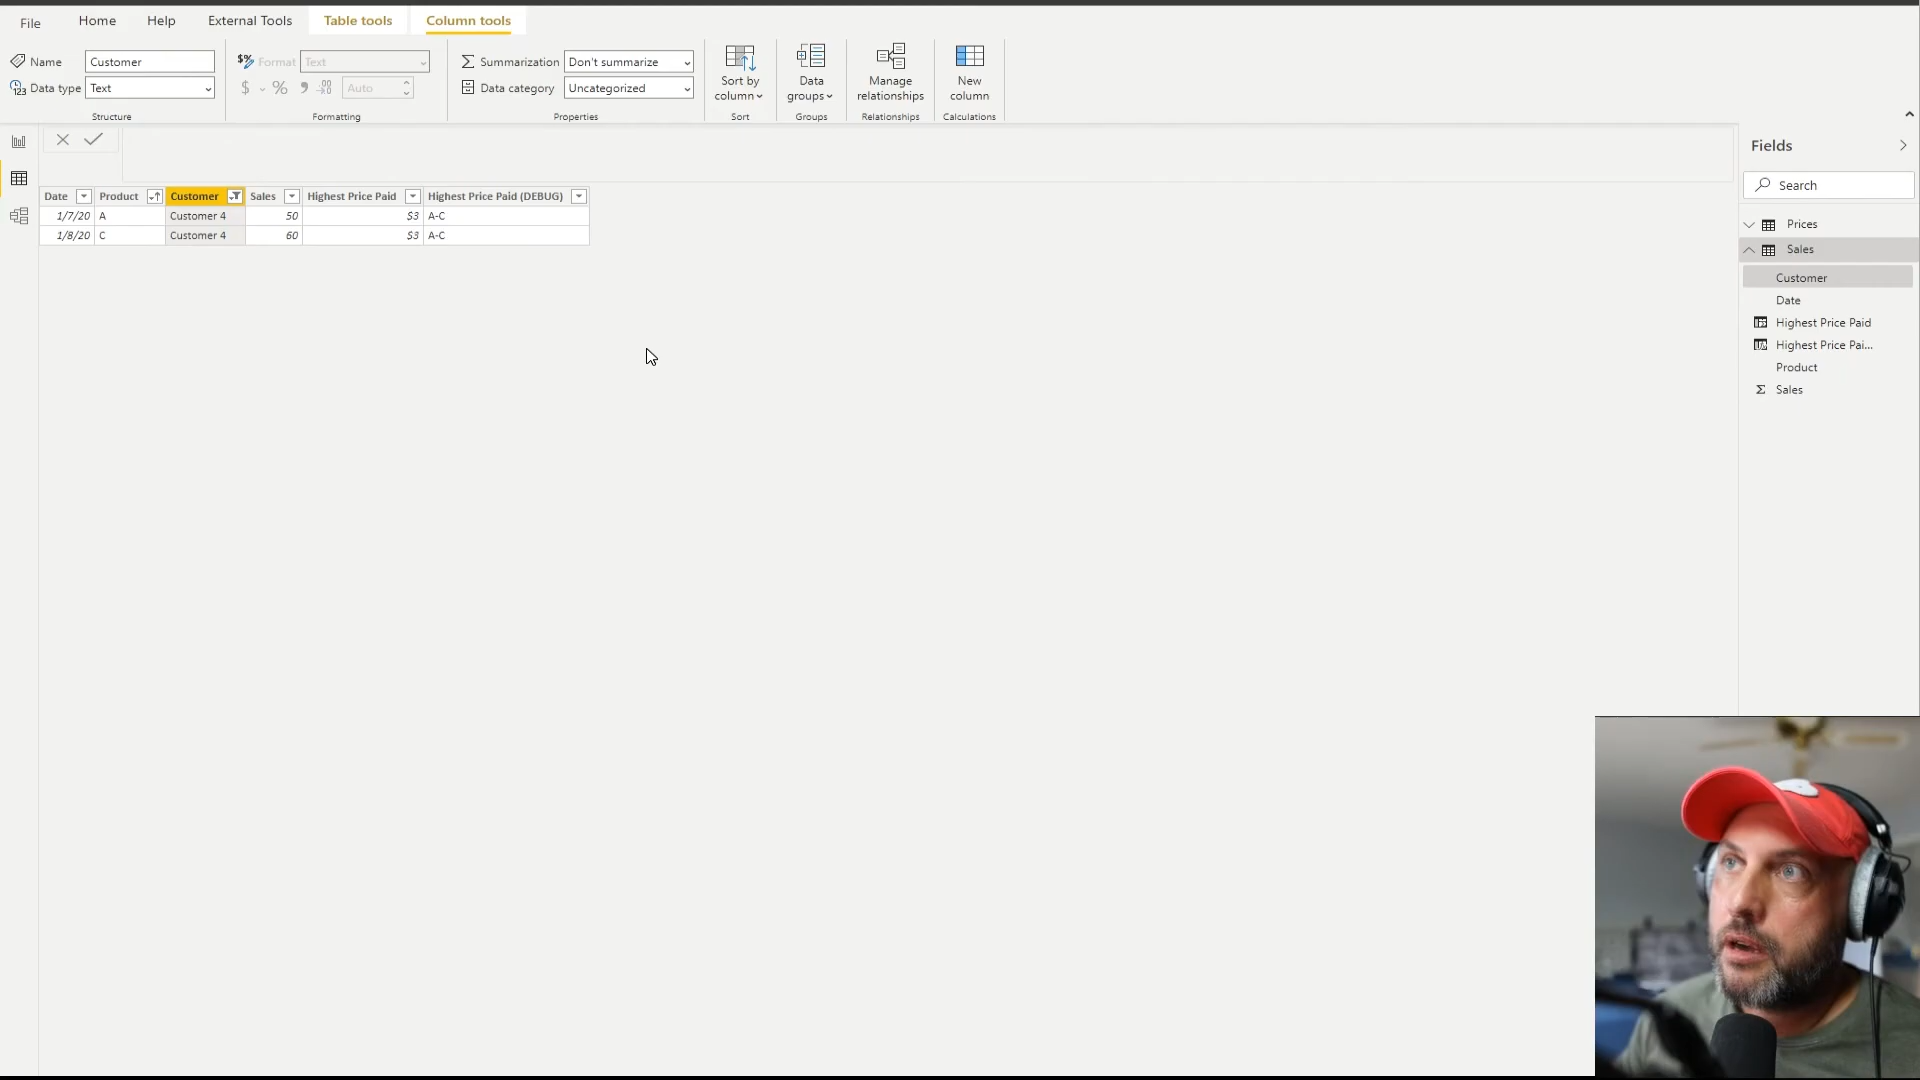 File Home Help External Tools Table tools Column tools
Name Customer $% Format Text Summarization Don't summarize
Data type Text $ % 9 .00 Auto Data category Uncategorized
Sort by column
Data groups
Manage relationships
New column
Structure Formatting Properties Sort Groups Relationships Calculations
Fields
Search
Date Product Customer Sales Highest Price Paid Highest Price Paid (DEBUG)
1/7/20 A Customer 4 50 $3 A-C
1/8/20 C Customer 4 60 $3 A-C
Prices
Sales
Customer
Date
Highest Price Paid
Highest Price Pai...
Product
Σ Sales